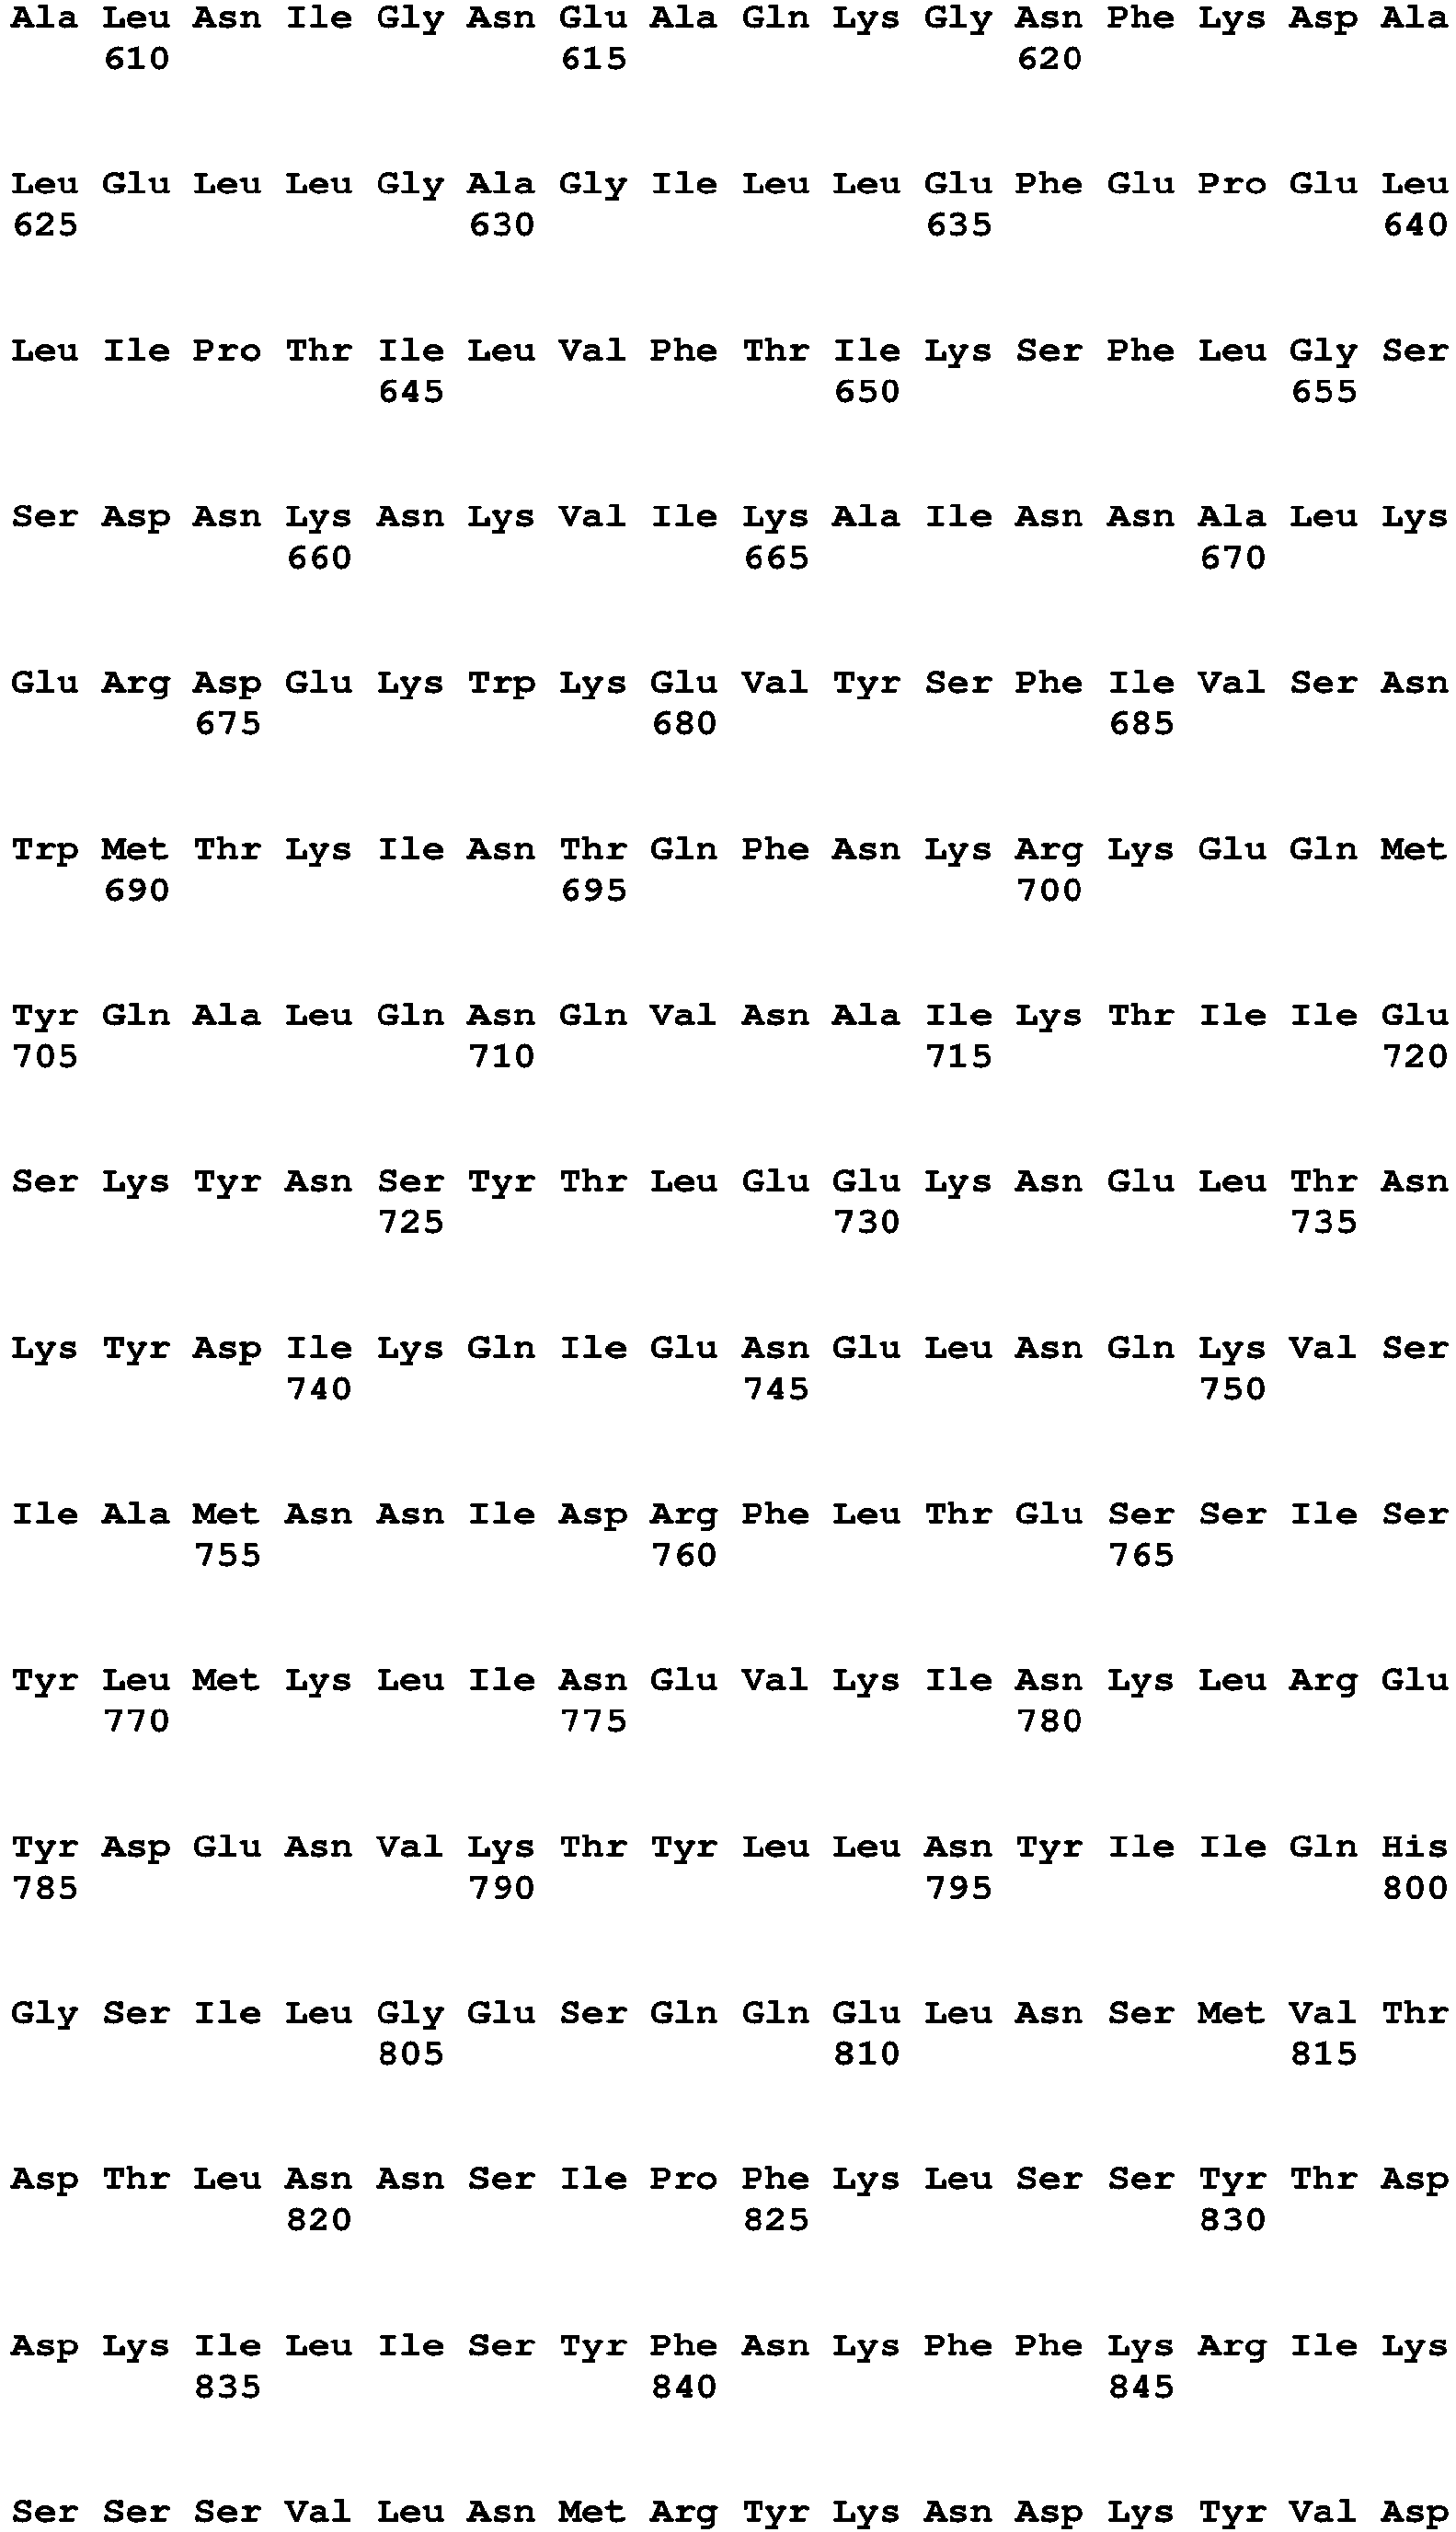 Ala Leu Asn Ile Gly Asn Glu Ala Gln Lys Gly Asn Phe Lys Asp Ala
610 615 620
Leu Glu Leu Leu Gly Ala Gly Ile Leu Leu Glu Phe Glu Pro Glu Leu
625 630 635 640
Leu Ile Pro Thr Ile Leu Val Phe Thr Ile Lys Ser Phe Leu Gly Ser
645 650 655
Ser Asp Asn Lys Asn Lys Val Ile Lys Ala Ile Asn Asn Ala Leu Lys
660 665 670
Glu Arg Asp Glu Lys Trp Lys Glu Val Tyr Ser Phe Ile Val Ser Asn
675 680 685
Trp Met Thr Lys Ile Asn Thr Gln Phe Asn Lys Arg Lys Glu Gln Met
690 695 700
Tyr Gln Ala Leu Gln Asn Gln Val Asn Ala Ile Lys Thr Ile Ile Glu
705 710 715 720
Ser Lys Tyr Asn Ser Tyr Thr Leu Glu Glu Lys Asn Glu Leu Thr Asn
725 730 735
Lys Tyr Asp Ile Lys Gln Ile Glu Asn Glu Leu Asn Gln Lys Val Ser
740 745 750
Ile Ala Met Asn Asn Ile Asp Arg Phe Leu Thr Glu Ser Ser Ile Ser
755 760 765
Tyr Leu Met Lys Leu Ile Asn Glu Val Lys Ile Asn Lys Leu Arg Glu
770 775 780
Tyr Asp Glu Asn Val Lys Thr Tyr Leu Leu Asn Tyr Ile Ile Gln His
785 790 795 800
Gly Ser Ile Leu Gly Glu Ser Gln Gln Glu Leu Asn Ser Met Val Thr
805 810 815
Asp Thr Leu Asn Asn Ser Ile Pro Phe Lys Leu Ser Ser Tyr Thr Asp
820 825 830
Asp Lys Ile Leu Ile Ser Tyr Phe Asn Lys Phe Phe Lys Arg Ile Lys
835 840 845
Ser Ser Ser Val Leu Asn Met Arg Tyr Lys Asn Asp Lys Tyr Val Asp